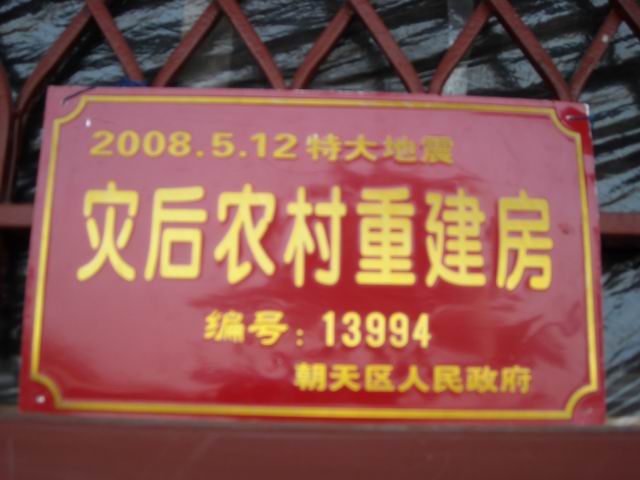 2008.5.12特大地震
灾后农村重建房
编号：13994
朝天区人民政府